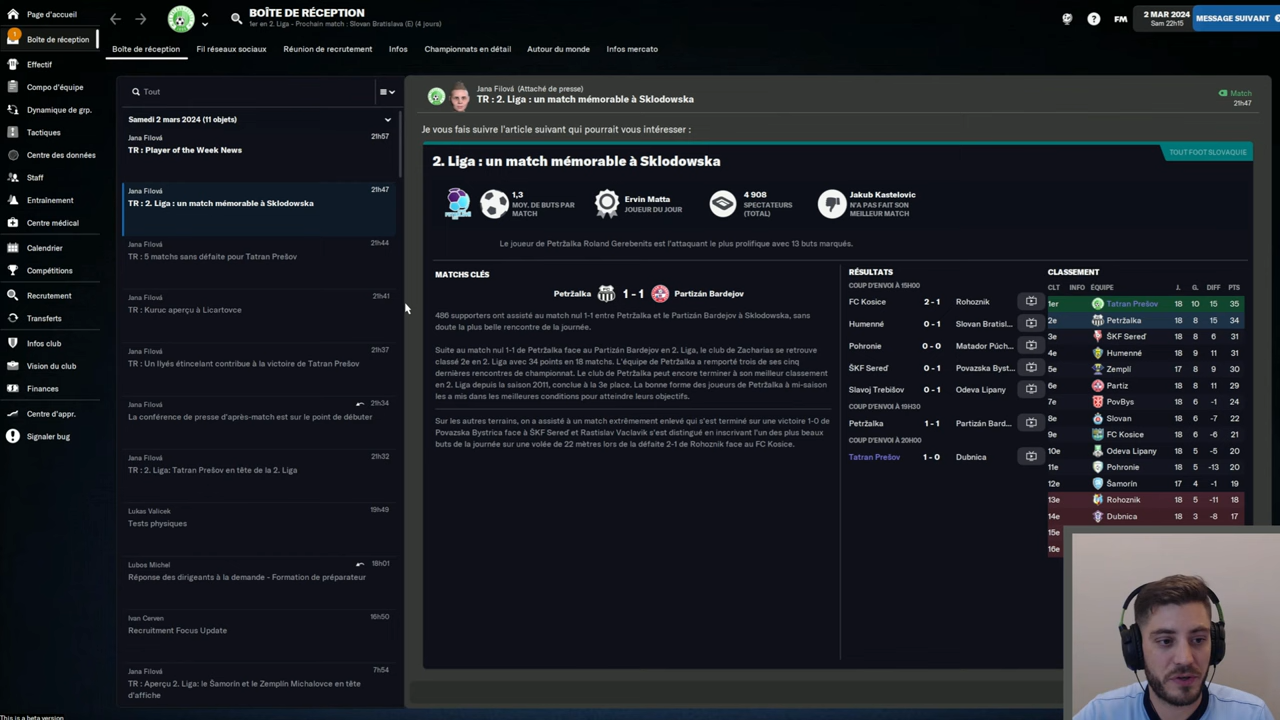 Page d'accueil
BOÎTE DE RÉCEPTION
1er en 2. Liga - Prochain match : Slovan Bratislava (E) (4 jours)
?
FM
2 MAR 2024
Sam 22h15
MESSAGE SUIVANT
1
Boîte de réception
Effectif
Compo d'équipe
Dynamique de grp.
Tactiques
Centre des données
Staff
Entrainement
Centre médical
Calendrier
Compétitions
Recrutement
Transferts
Infos club
Vision du club
Finances
Centre d'appr.
Signaler bug
This is a beta version
Boîte de réception
Fil réseaux sociaux
Réunion de recrutement
Infos
Championnats en détail
Autour du monde
Infos mercato
Tout
Samedi 2 mars 2024 (11 objets)
Jana Filová 21h57
TR : Player of the Week News
Jana Filová 21h47
TR : 2. Liga : un match mémorable à Sklodowska
Jana Filová 21h44
TR : 5 matchs sans défaite pour Tatran Prešov
Jana Filová 21h41
TR : Kuruc aperçu à Licartovce
Jana Filová 21h37
TR : Un Ilyés étincelant contribue à la victoire de Tatran Prešov
Jana Filová 21h34
La conférence de presse d'après-match est sur le point de débuter
Jana Filová 21h32
TR : 2. Liga: Tatran Prešov en tête de la 2. Liga
Lukas Valicek 19h49
Tests physiques
Lubos Michel 18h01
Réponse des dirigeants à la demande - Formation de préparateur
Ivan Cerven 16h50
Recruitment Focus Update
Jana Filová 7h54
TR : Aperçu 2. Liga: le Šamorín et le Zemplín Michalovce en tête
d'affiche
Jana Filová (Attaché de presse)
TR : 2. Liga : un match mémorable à Sklodowska
Match
21h47
Je vous fais suivre l'article suivant qui pourrait vous intéresser :
2. Liga : un match mémorable à Sklodowska
TOUT FOOT SLOVAQUIE
1,3
MOY. DE BUTS PAR
MATCH
Ervin Matta
JOUEUR DU JOUR
4 908
SPECTATEURS
(TOTAL)
Jakub Kastelovic
N'A PAS FAIT SON
MEILLEUR MATCH
Le joueur de Petržalka Roland Gerebenits est l'attaquant le plus prolifique avec 13 buts marqués.
MATCHS CLÉS
Petržalka 1 - 1 Partizán Bardejov
486 supporters ont assisté au match nul 1-1 entre Petržalka et le Partizán Bardejov à Sklodowska, sans
doute la plus belle rencontre de la journée.
Suite au match nul 1-1 de Petržalka face au Partizán Bardejov en 2. Liga, le club de Zacharias se retrouve
classé 2e en 2. Liga avec 34 points en 18 matchs. L'équipe de Petržalka a remporté trois de ses cinq
dernières rencontres de championnat. Le club de Petržalka peut encore terminer à son meilleur classement
en 2. Liga depuis la saison 2011, conclue à la 3e place. La bonne forme des joueurs de Petržalka à mi-saison
les a mis dans les meilleures conditions pour atteindre leurs objectifs.
Sur les autres terrains, on a assisté à un match extrêmement enlevé qui s'est terminé sur une victoire 1-0 de
Povazska Bystrica face à ŠKF Sereď et Rastislav Vaclavik s'est distingué en inscrivant l'un des plus beaux
buts de la journée sur une volée de 22 mètres lors de la défaite 2-1 de Rohoznik face au FC Kosice.
RÉSULTATS
COUP D'ENVOI À 15H00
FC Kosice 2 - 1 Rohoznik
Humenné 0 - 1 Slovan Bratisl...
Pohronie 0 - 0 Matador Púch...
ŠKF Sereď 0 - 1 Povazska Byst...
Slavoj Trebišov 0 - 1 Odeva Lipany
COUP D'ENVOI À 19H30
Petržalka 1 - 1 Partizán Bard...
COUP D'ENVOI À 20H00
Tatran Prešov 1 - 0 Dubnica
CLASSEMENT
CLT INFO ÉQUIPE J. G. DIFF PTS
1er Tatran Prešov 18 10 15 35
2e Petržalka 18 8 15 34
3e ŠKF Sereď 18 8 6 31
4e Humenné 18 9 11 31
5e Zemplí 18 8 9 30
6e Partiz 18 8 11 29
7e PovBys 18 6 -1 24
8e Slovan 18 6 -7 22
9e FC Kosice 18 6 -6 21
10e Odeva Lipany 18 5 -5 20
11e Pohronie 18 5 -13 20
12e Šamorín 17 4 -1 19
13e Rohoznik 18 5 -11 18
14e Dubnica 18 3 -8 17
15e
16e